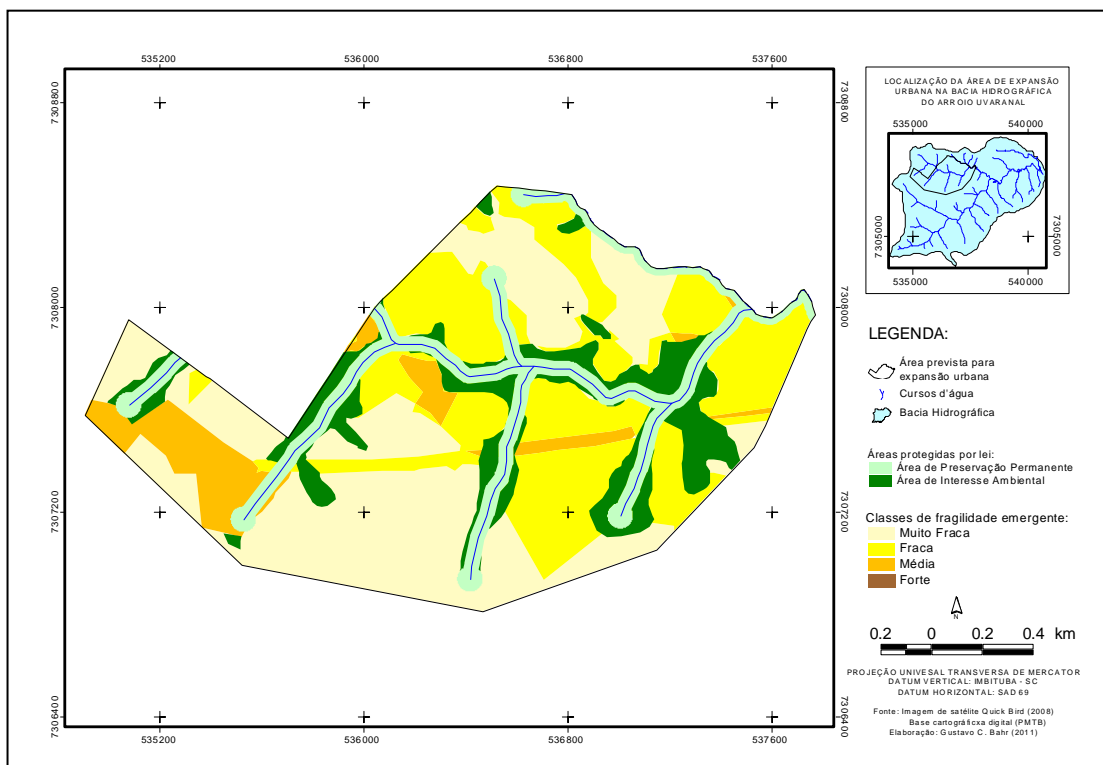 535200 536000 536800 537600
7308800 7308800
7308000 7308000
7307200 7307200
7306400 7306400
535200 536000 536800 537600
LOCALIZAÇÃO DA ÁREA DE EXPANSÃO
URBANA NA BACIA HIDROGRÁFICA
DO ARROIO UVARANAL
535000 540000
7305000 7305000
535000 540000
LEGENDA:
Área prevista para
expansão urbana
Cursos d'água
Bacia Hidrográfica
Áreas protegidas por lei:
Área de Preservação Permanente
Área de Interesse Ambiental
Classes de fragilidade emergente:
Muito Fraca
Fraca
Média
Forte
N
0.2 0 0.2 0.4 km
PROJEÇÃO UNIVESAL TRANSVERSA DE MERCATOR
DATUM VERTICAL: IMBITUBA - SC
DATUM HORIZONTAL: SAD 69
Fonte: Imagem de satélite Quick Bird (2008)
Base cartográficxa digital (PMTB)
Elaboração: Gustavo C. Bahr (2011)